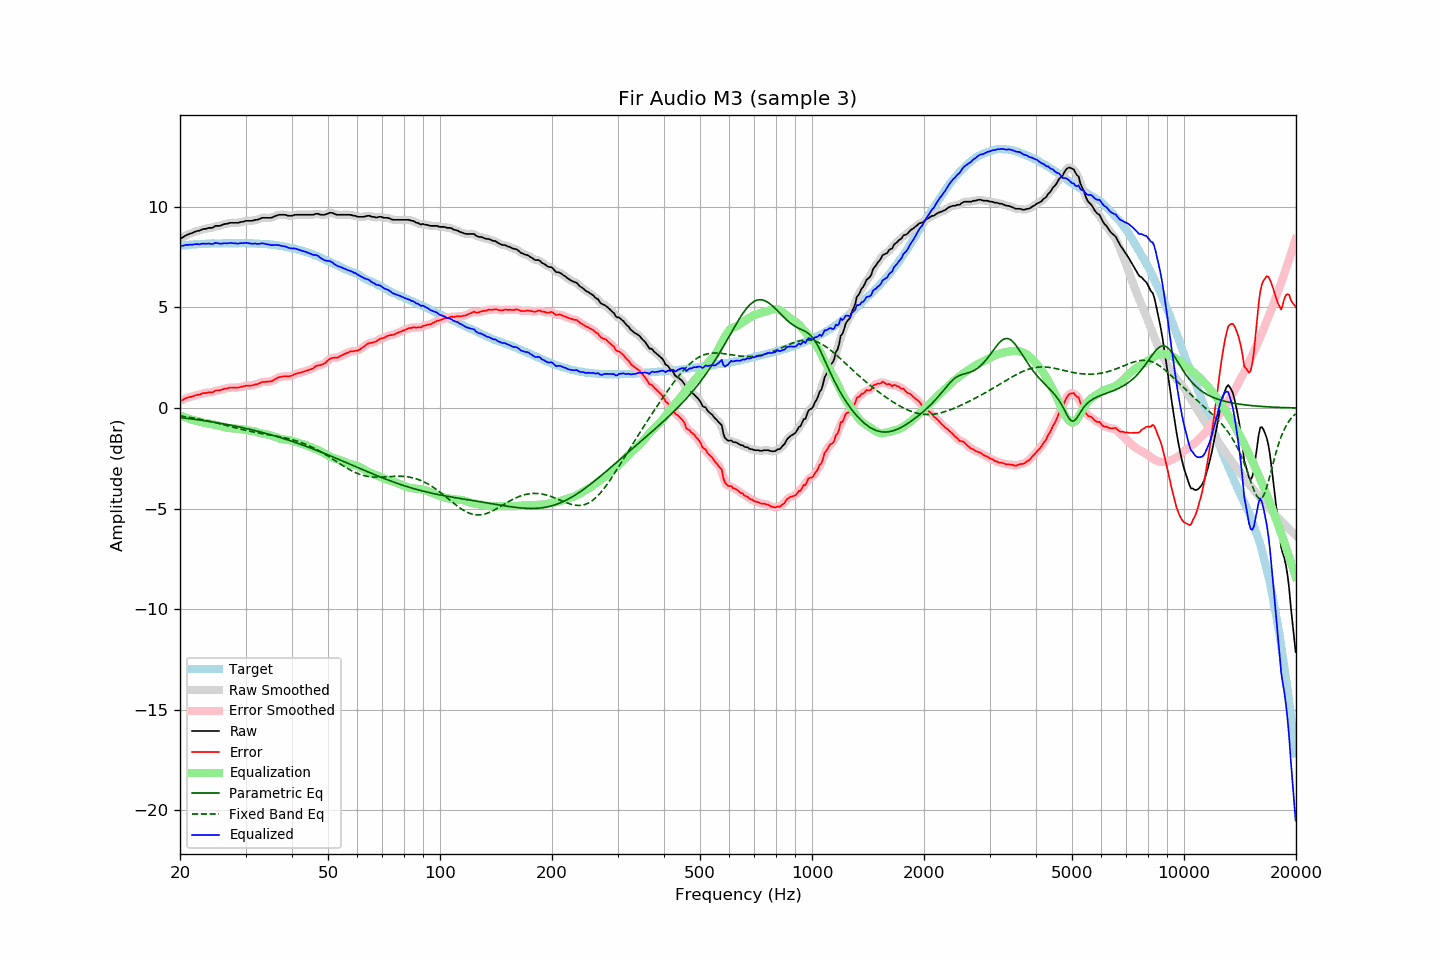 Fir Audio M3 (sample 3)
Amplitude (dBr)
10
5
0
−5
−10
−15
−20
Target
Raw Smoothed
Error Smoothed
Raw
Error
Equalization
Parametric Eq
Fixed Band Eq
Equalized
20 50 100 200 500 1000 2000 5000 10000 20000
Frequency (Hz)